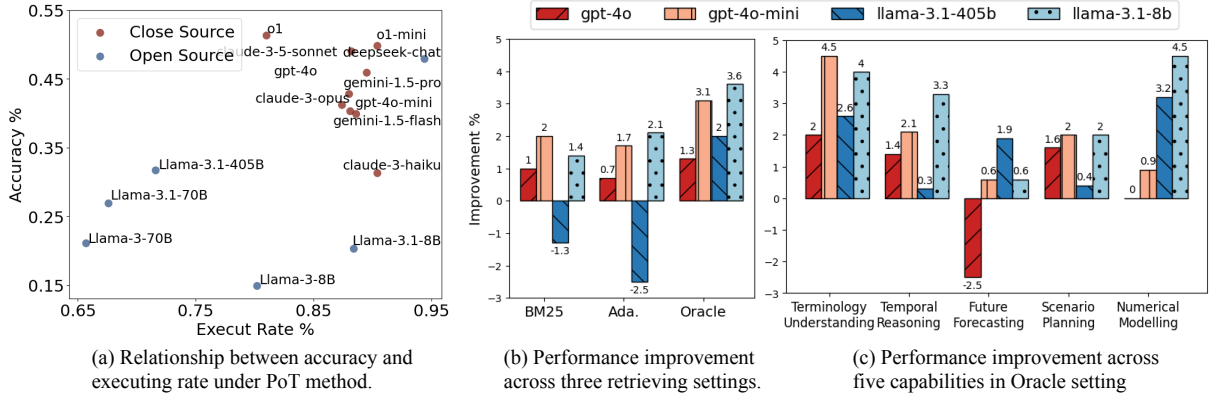 gpt-4o
gpt-4o-mini
llama-3.1-405b
llama-3.1-8b
Close Source
Open Source
o1
o1-mini
claude-3-5-sonnet
deepseek-chat
gpt-4o
gemini-1.5-pro
claude-3-opus
gpt-4o-mini
gemini-1.5-flash
Llama-3.1-405B
claude-3-haiku
Llama-3.1-70B
Llama-3-70B
Llama-3.1-8B
Llama-3-8B
0.55
0.45
0.35
0.25
0.15
Accuracy %
0.65
0.75
0.85
0.95
Execut Rate %
(a) Relationship between accuracy and
executing rate under PoT method.
Improvement %
5
4
3
2
1
0
−1
−2
−3
1
2
-1.3
1.4
0.7
1.7
-2.5
2.1
1.3
3.1
2
3.6
BM25
Ada.
Oracle
(b) Performance improvement
across three retrieving settings.
5
4
3
2
1
0
−1
−2
−3
2
4.5
2.6
4
1.4
2.1
0.3
3.3
-2.5
0.6
1.9
0.6
1.6
2
0.4
2
0
0.9
3.2
4.5
Terminology
Understanding
Temporal
Reasoning
Future
Forecasting
Scenario
Planning
Numerical
Modelling
(c) Performance improvement across
five capabilities in Oracle setting